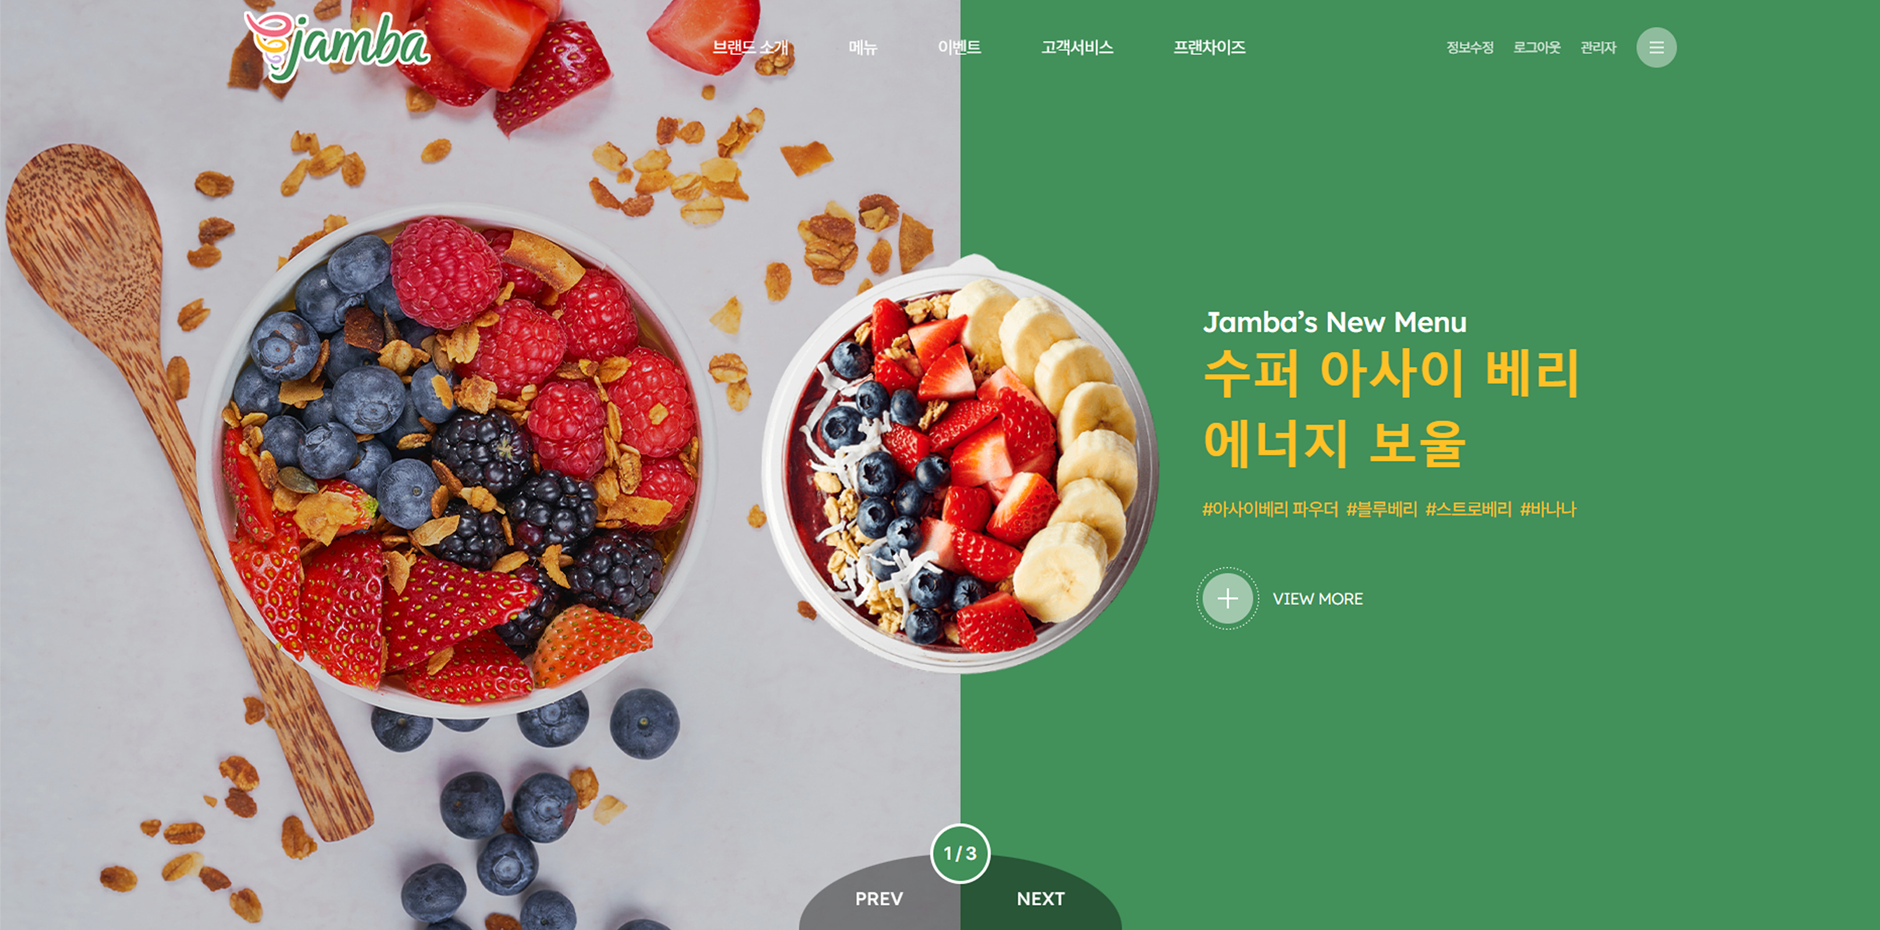 jamba
브랜드 소개 메뉴 이벤트 고객서비스 프랜차이즈
정보수정 로그아웃 관리자
Jamba’s New Menu
수퍼 아사이 베리
에너지 보울
#아사이베리 파우더 #블루베리 #스트로베리 #바나나
VIEW MORE
1 / 3
PREV NEXT